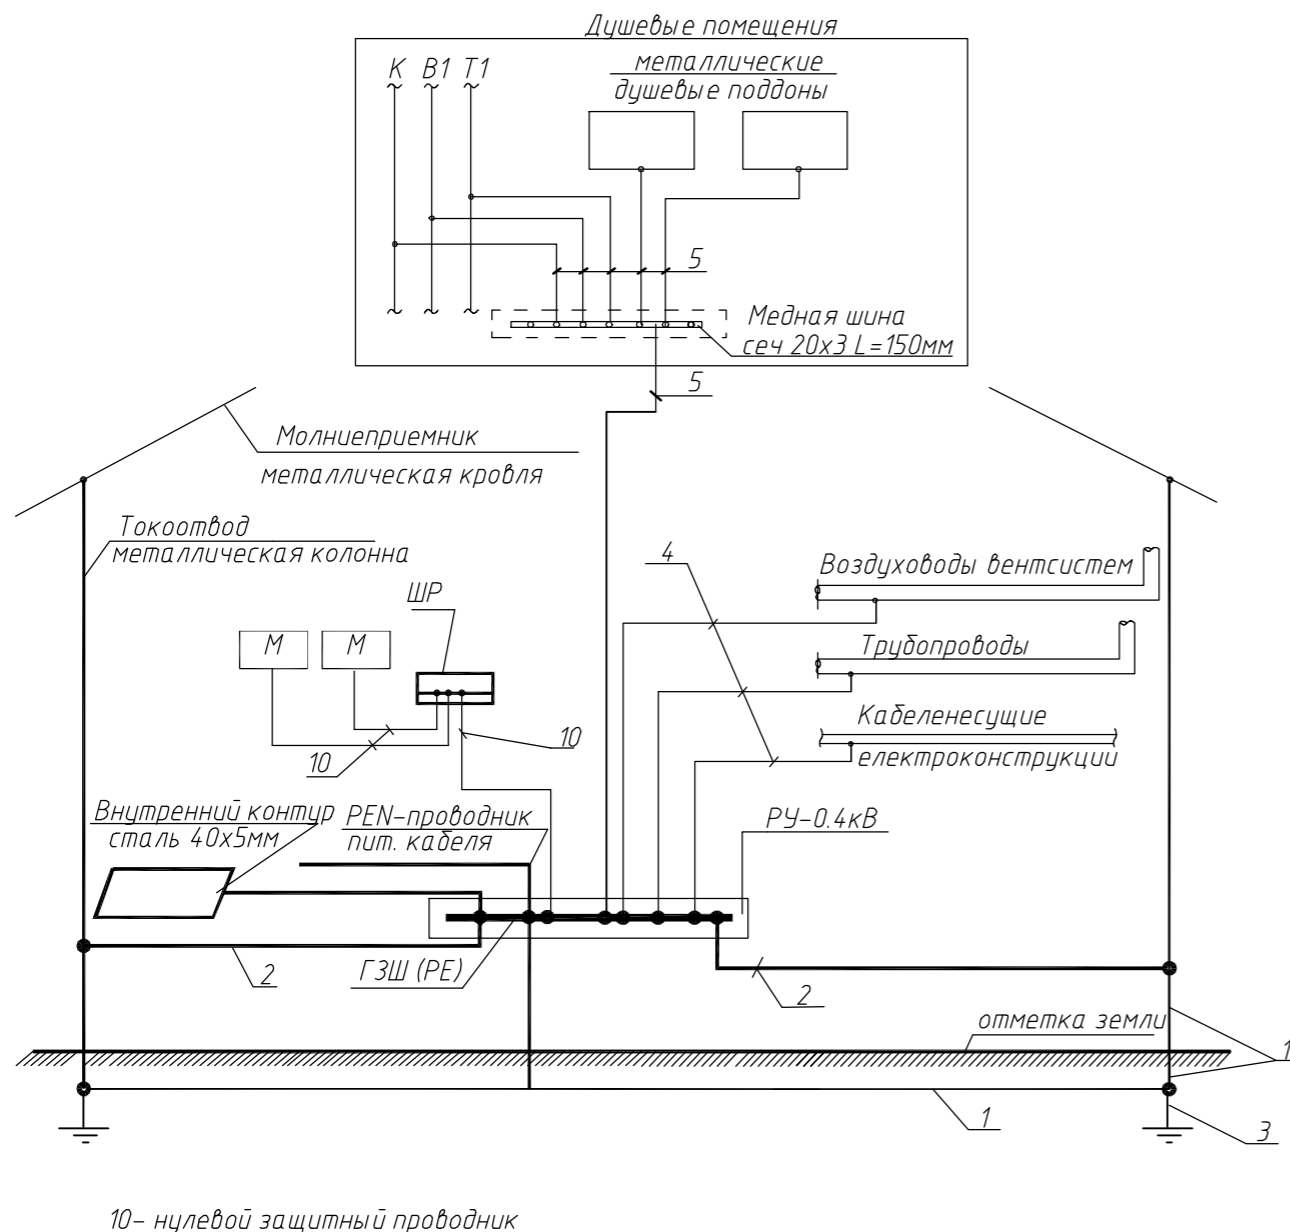 Душевые помещения
К В1 Т1
металлические
душевые поддоны
5
Медная шина
сеч 20х3 L=150мм
5
Молниеприемник
металлическая кровля
Токоотвод
металлическая колонна
4
Воздуховоды вентсистем
ШР
М М
Трубопроводы
Кабеленесущие
електроконструкции
10
10
Внутренний контур
сталь 40х5мм
PEN-проводник
пит. кабеля
РУ-0.4кВ
2
ГЗШ (РЕ)
2
отметка земли
1
1
3
10- нулевой защитный проводник